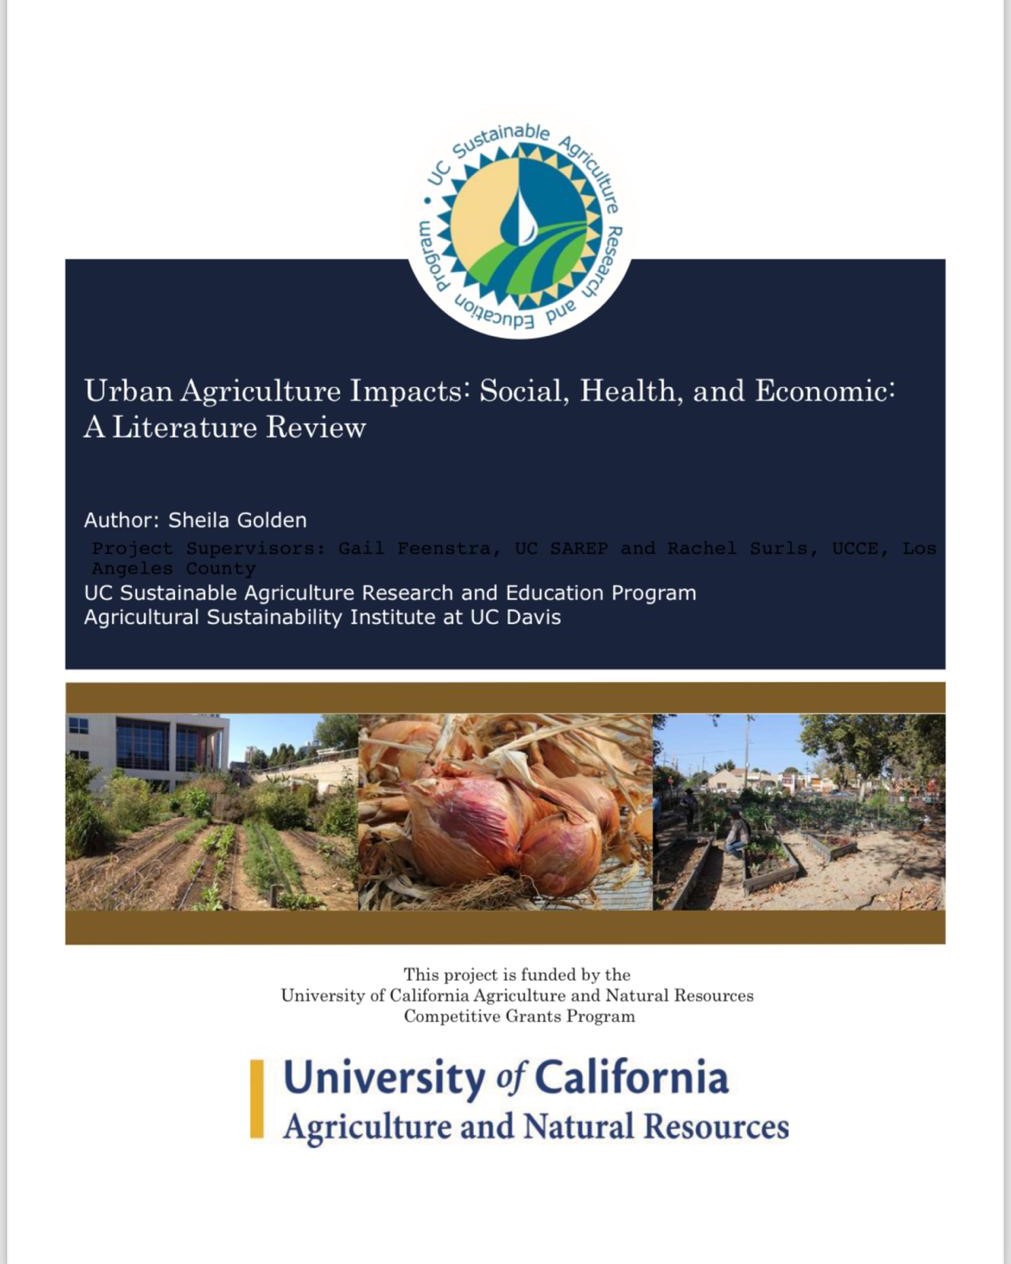 UC Sustainable Agriculture Research and Education Program •
Urban Agriculture Impacts: Social, Health, and Economic:
A Literature Review
Author: Sheila Golden
Project Supervisors: Gail Feenstra, UC SAREP and Rachel Surls, UCCE, Los
Angeles County
UC Sustainable Agriculture Research and Education Program
Agricultural Sustainability Institute at UC Davis
This project is funded by the
University of California Agriculture and Natural Resources
Competitive Grants Program
University of California
Agriculture and Natural Resources